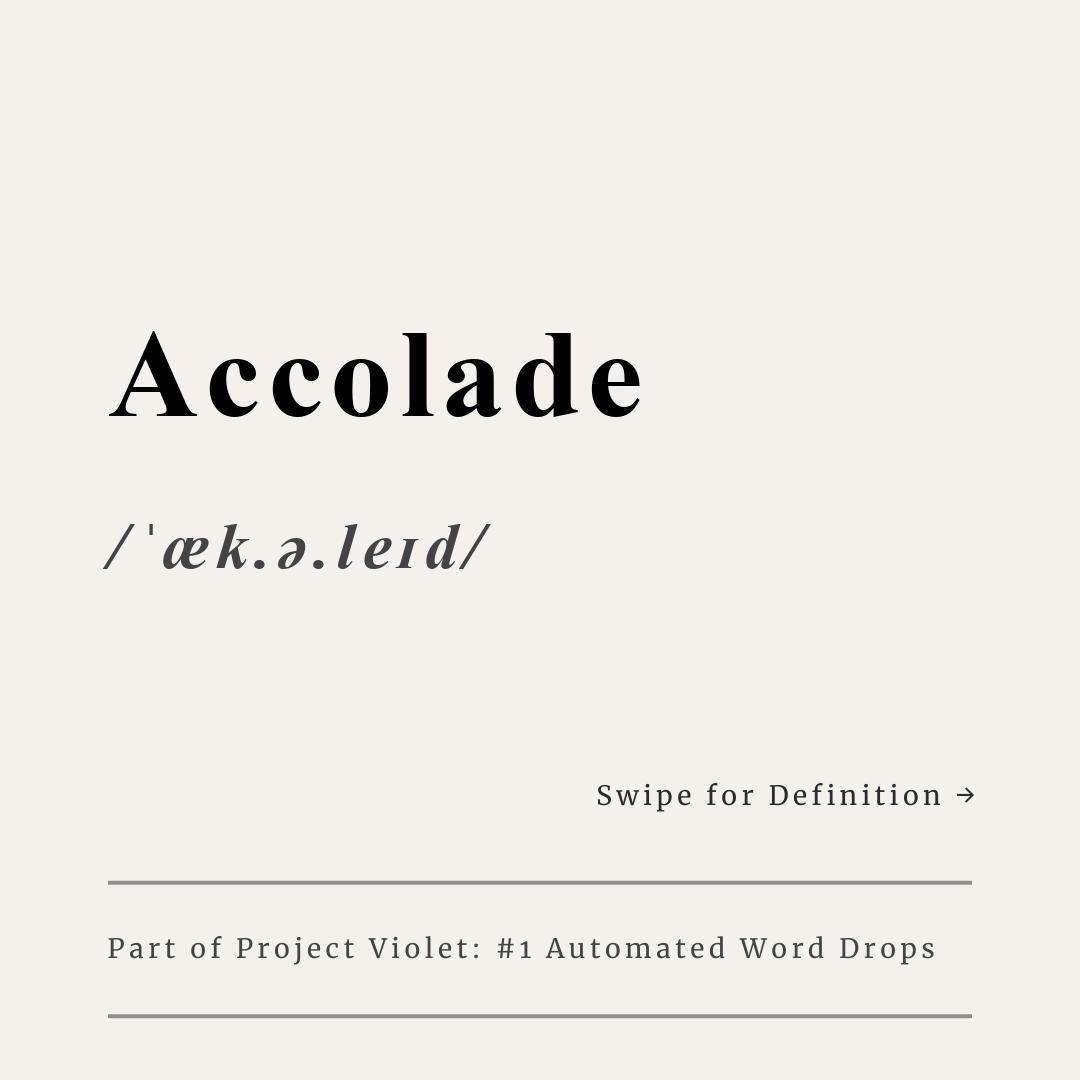 Accolade
/ˈæk.ə.leɪd/
Swipe for Definition →
Part of Project Violet: #1 Automated Word Drops